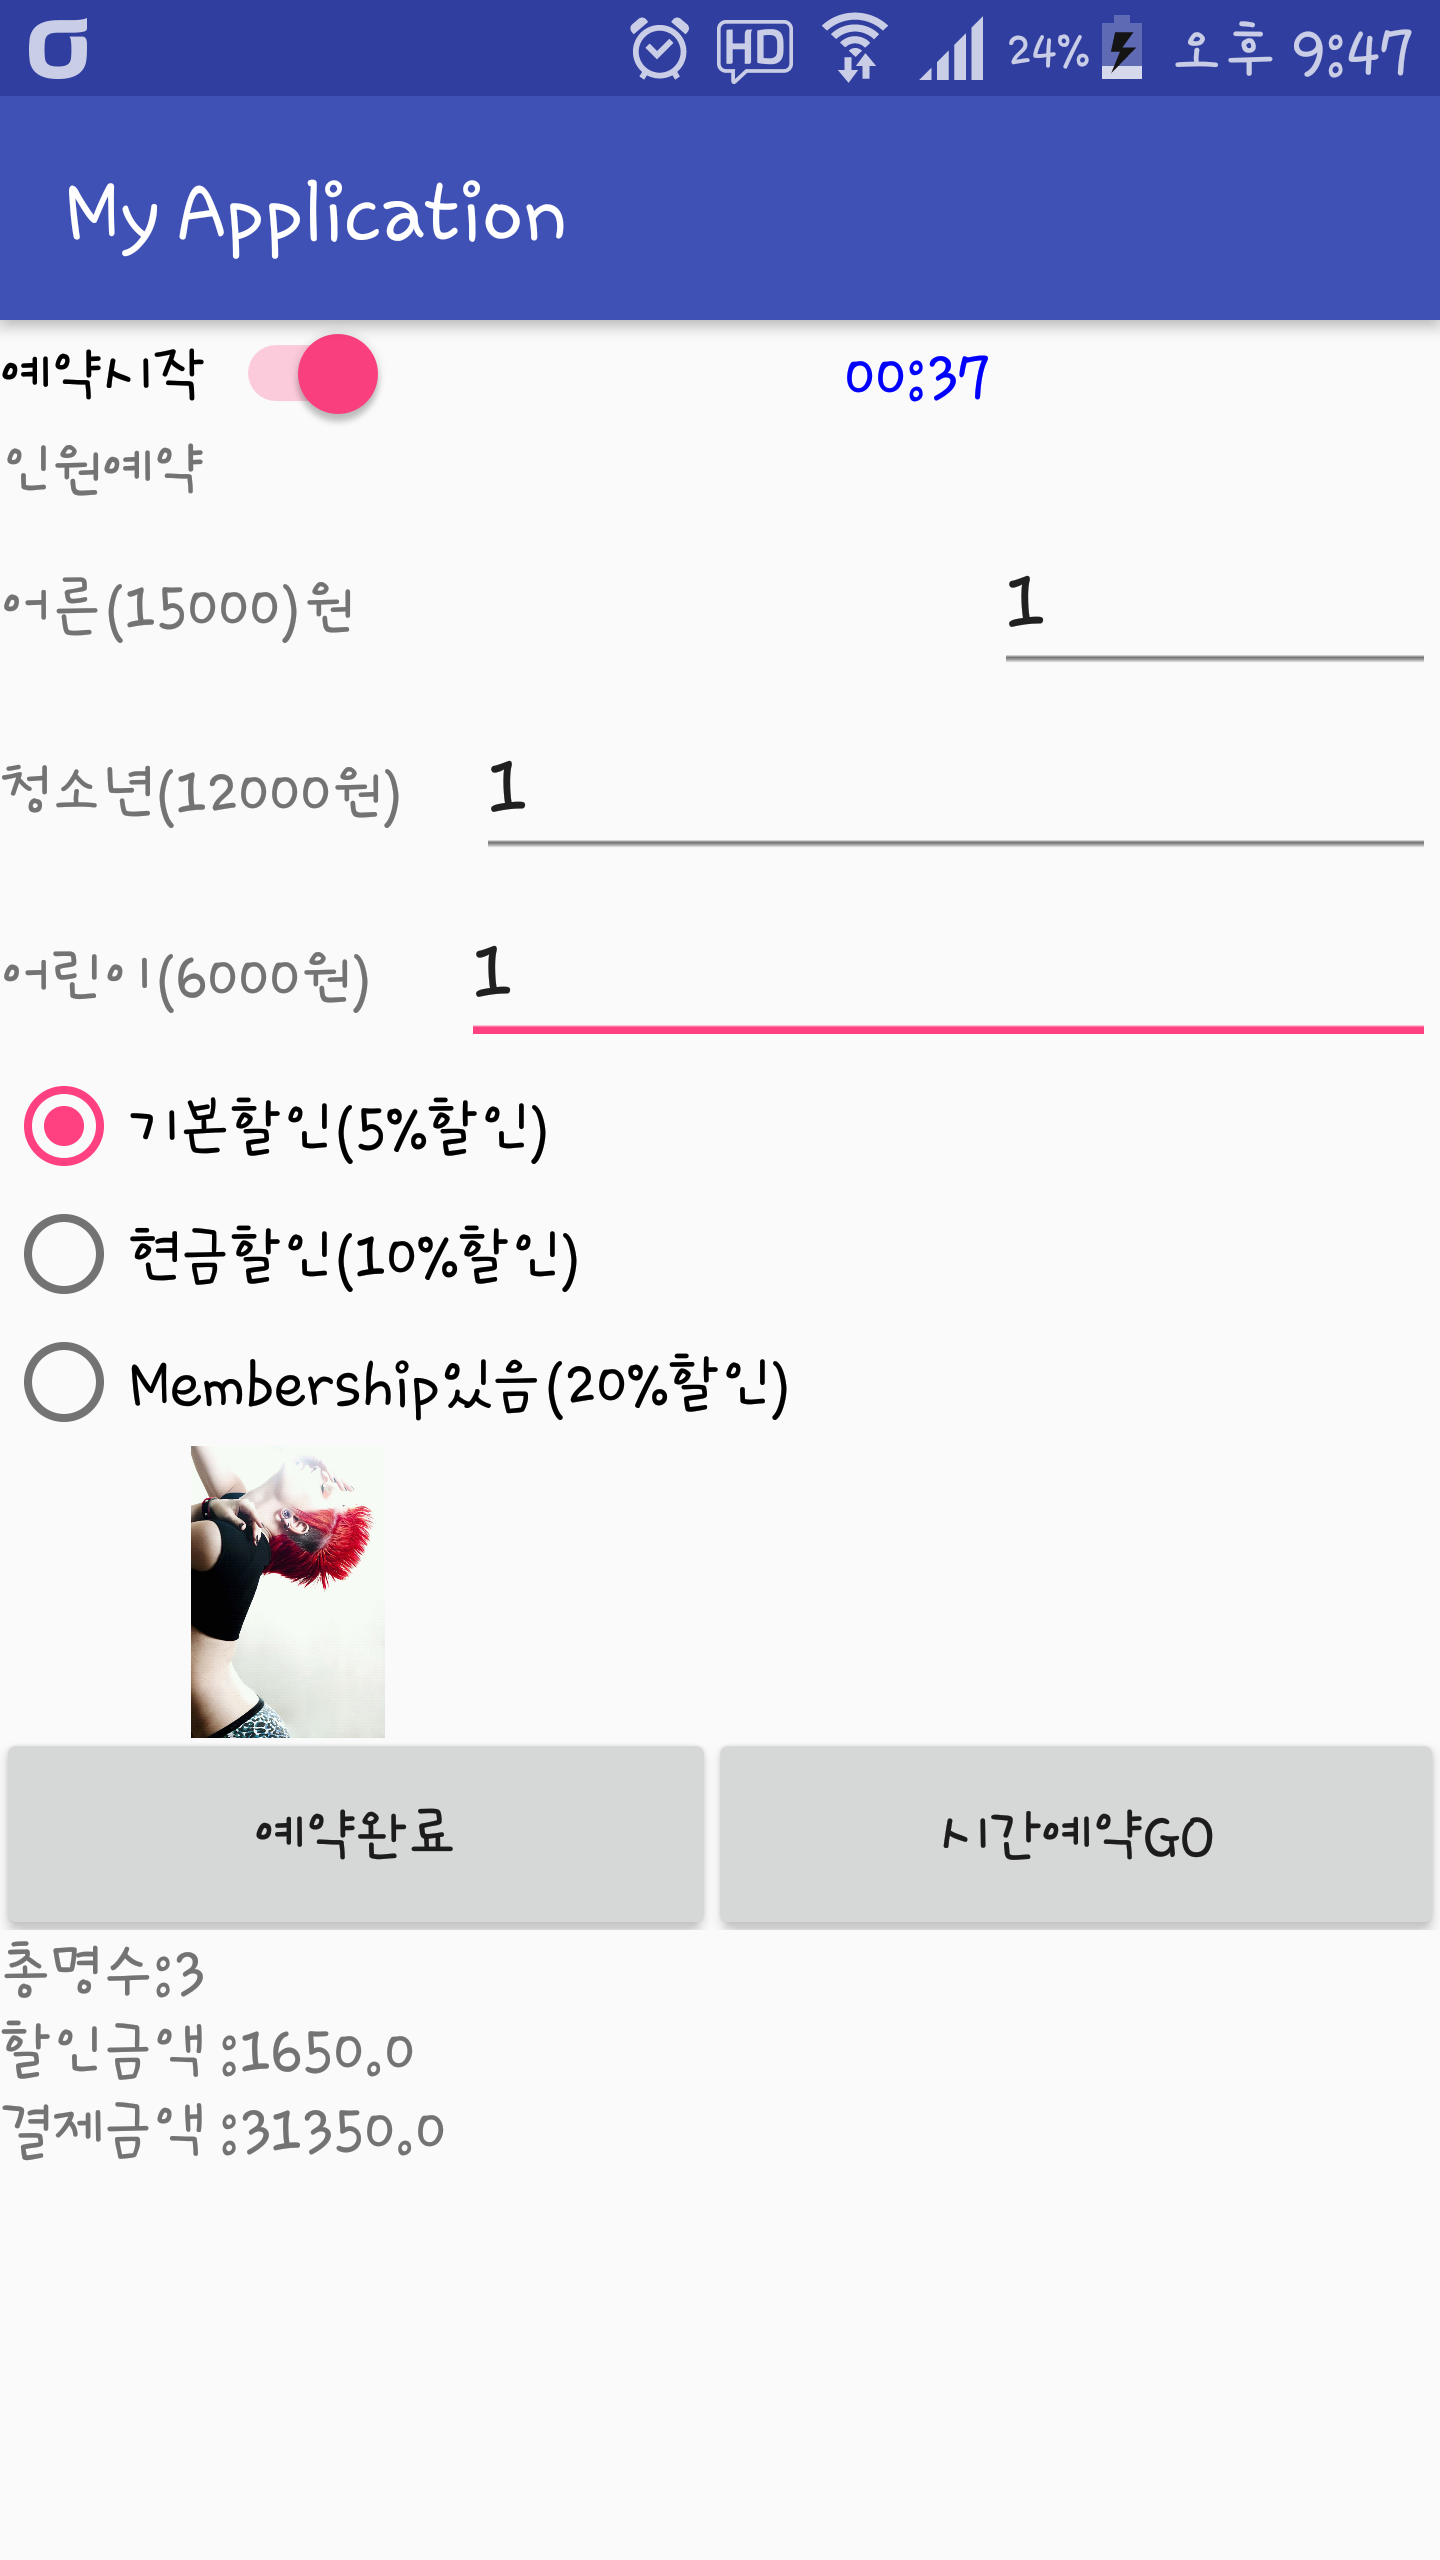 HD 24% 오후 9:47
My Application
예약시작 00:37
인원예약
어른(15000)원 1
청소년(12000원) 1
어린이(6000원) 1
기본할인(5%할인)
현금할인(10%할인)
Membership있음(20%할인)
예약완료 시간예약GO
총명수:3
할인금액 :1650.0
결제금액 :31350.0